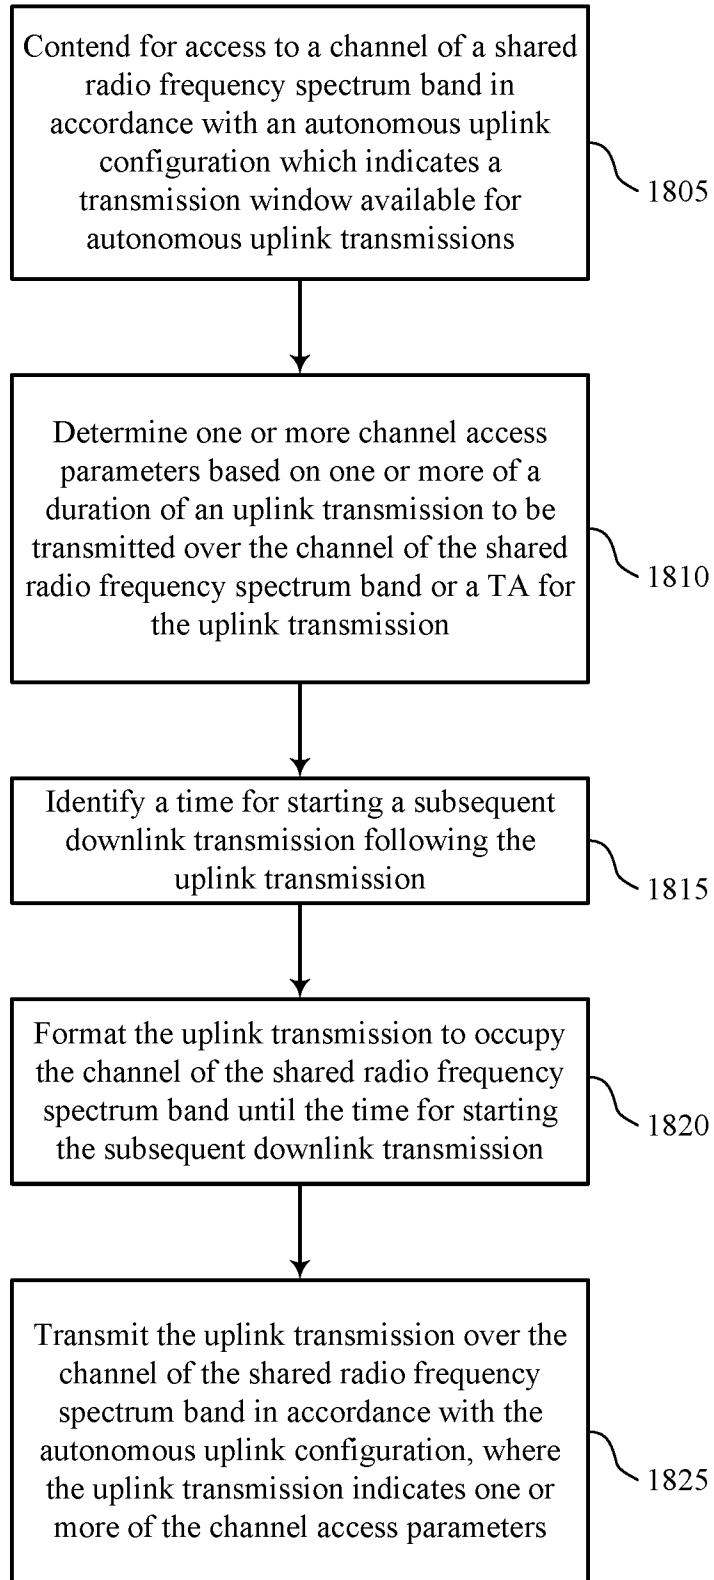 Contend for access to a channel of a shared
radio frequency spectrum band in
accordance with an autonomous uplink
configuration which indicates a
transmission window available for
autonomous uplink transmissions
1805
Determine one or more channel access
parameters based on one or more of a
duration of an uplink transmission to be
transmitted over the channel of the shared
radio frequency spectrum band or a TA for
the uplink transmission
1810
Identify a time for starting a subsequent
downlink transmission following the
uplink transmission
1815
Format the uplink transmission to occupy
the channel of the shared radio frequency
spectrum band until the time for starting
the subsequent downlink transmission
1820
Transmit the uplink transmission over the
channel of the shared radio frequency
spectrum band in accordance with the
autonomous uplink configuration, where
the uplink transmission indicates one or
more of the channel access parameters
1825